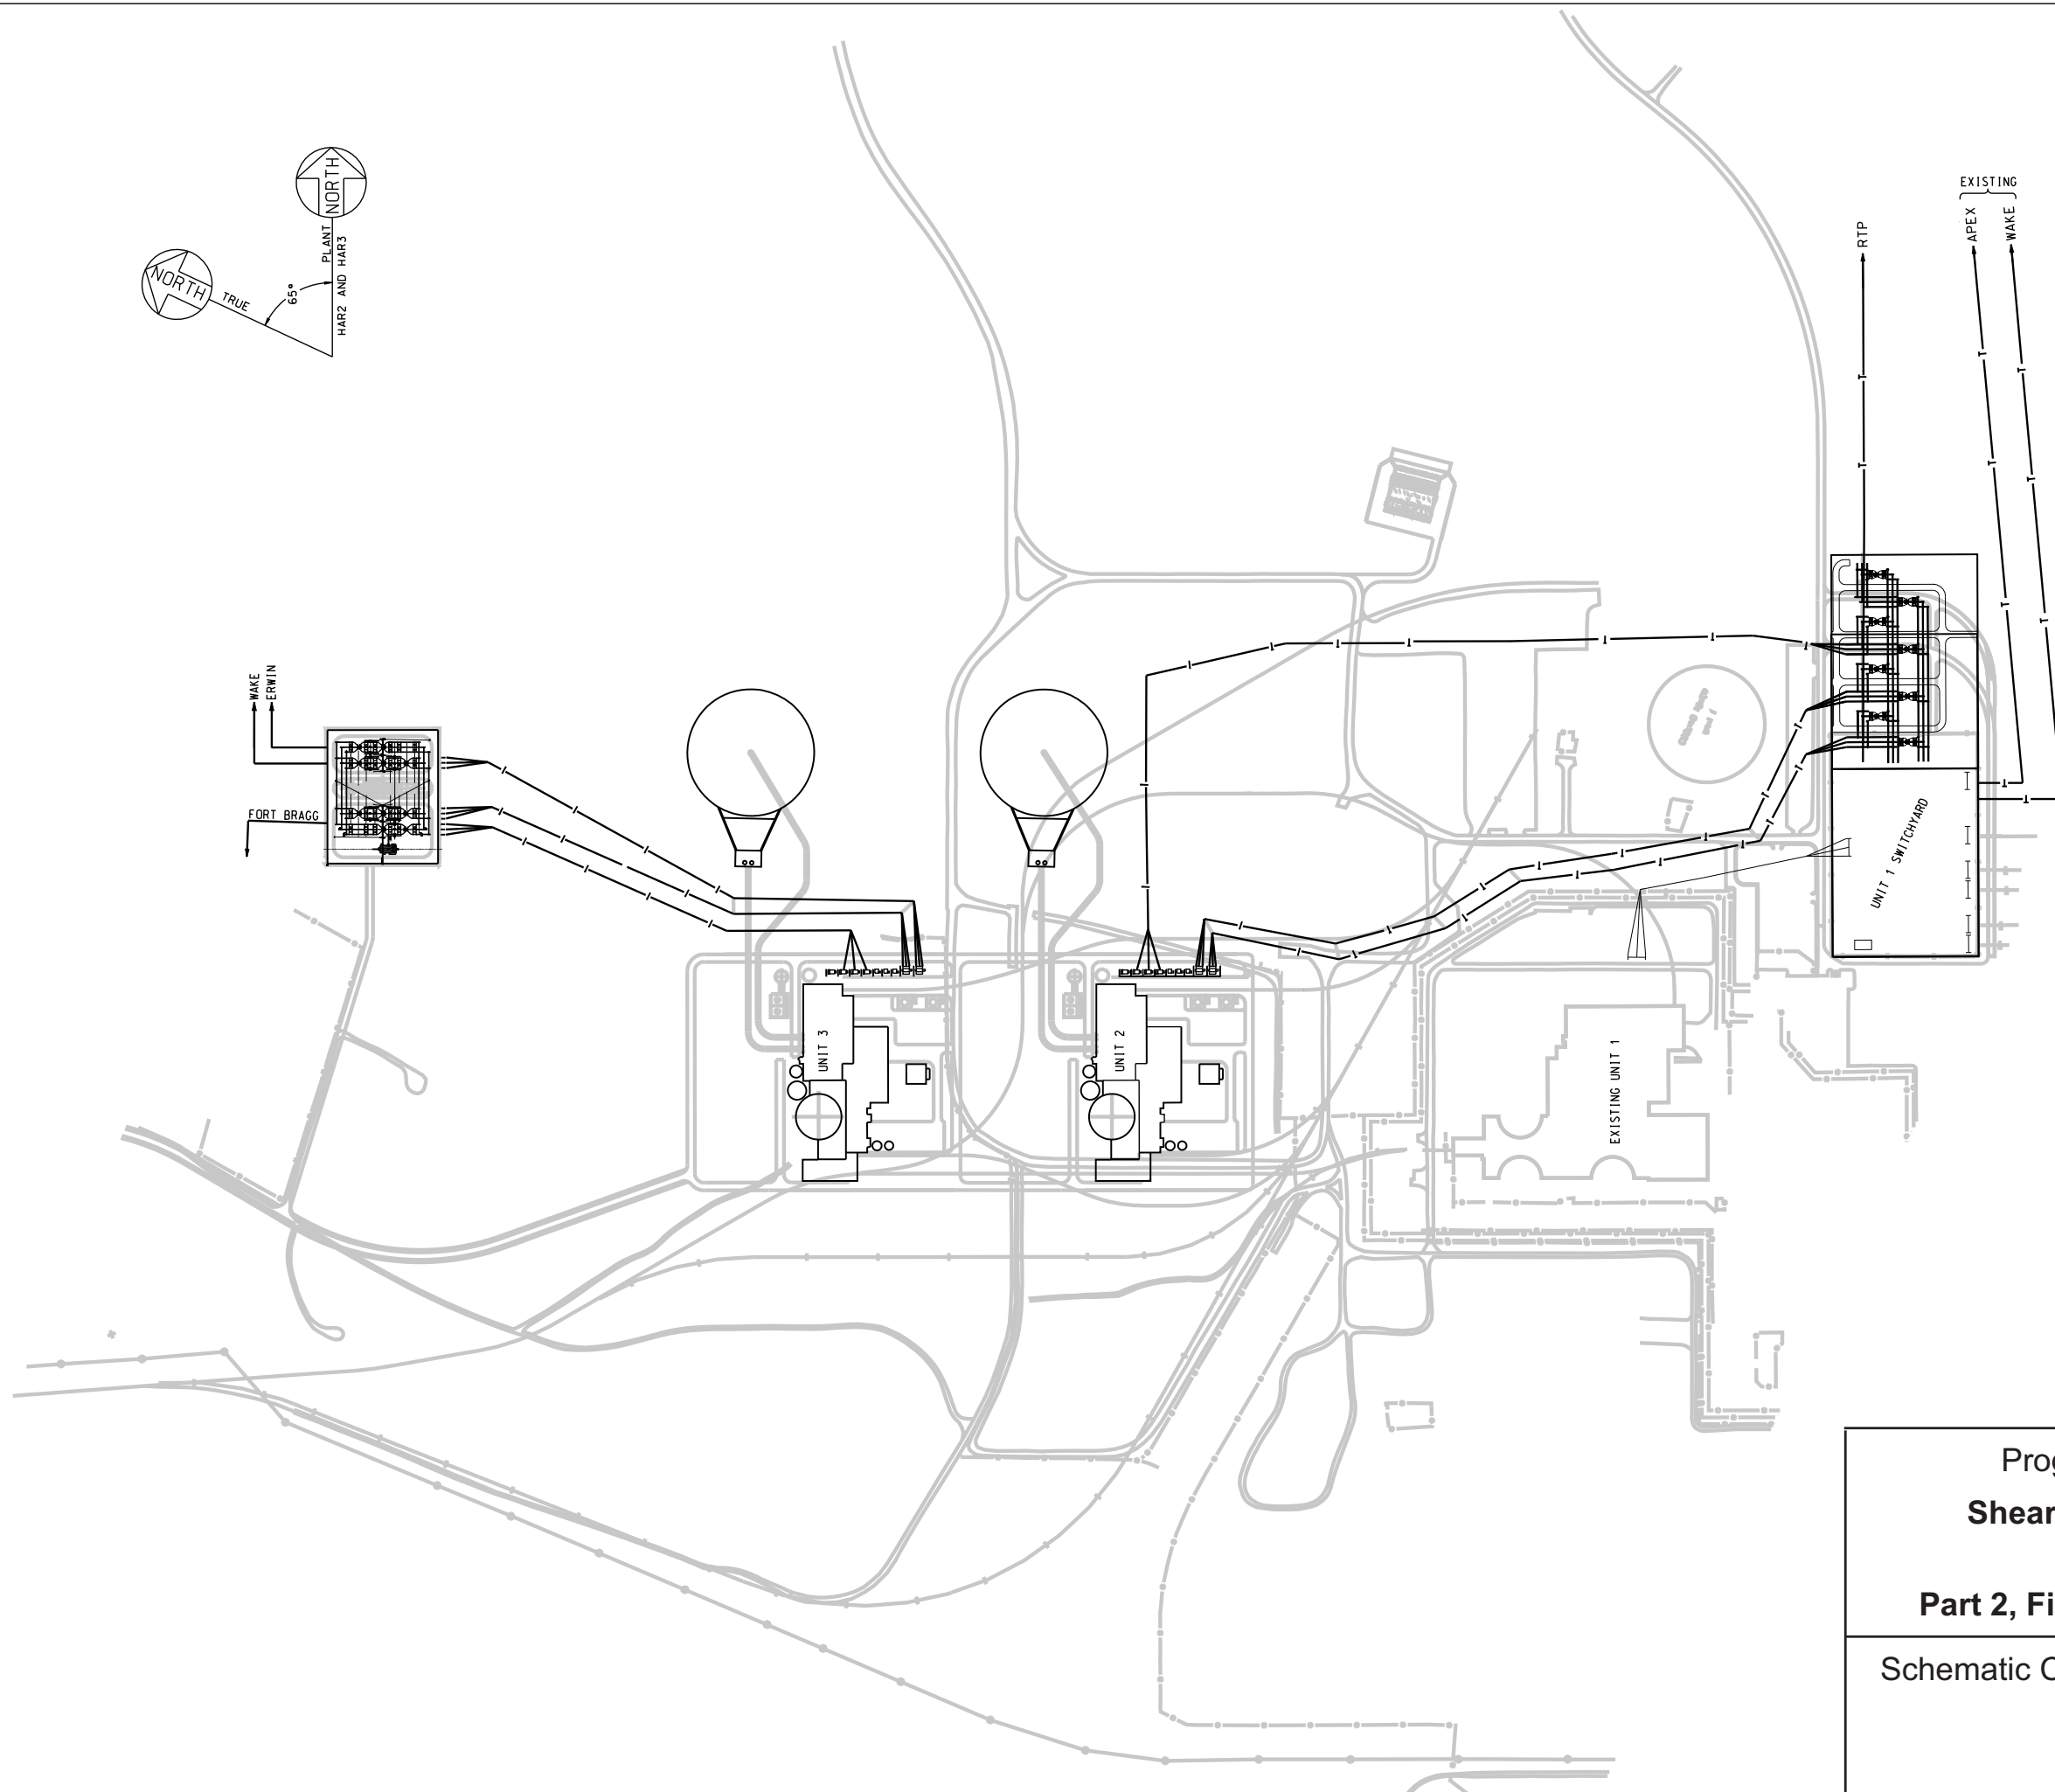 NORTH
PLANT
HAR2 AND HAR3
NORTH
TRUE
65°
EXISTING
RTP
APEX
WAKE
WAKE
ERWIN
FORT BRAGG
UNIT 1 SWITCHYARD
UNIT 3
UNIT 2
EXISTING UNIT 1
Prog
Shear
Part 2, Fi
Schematic C